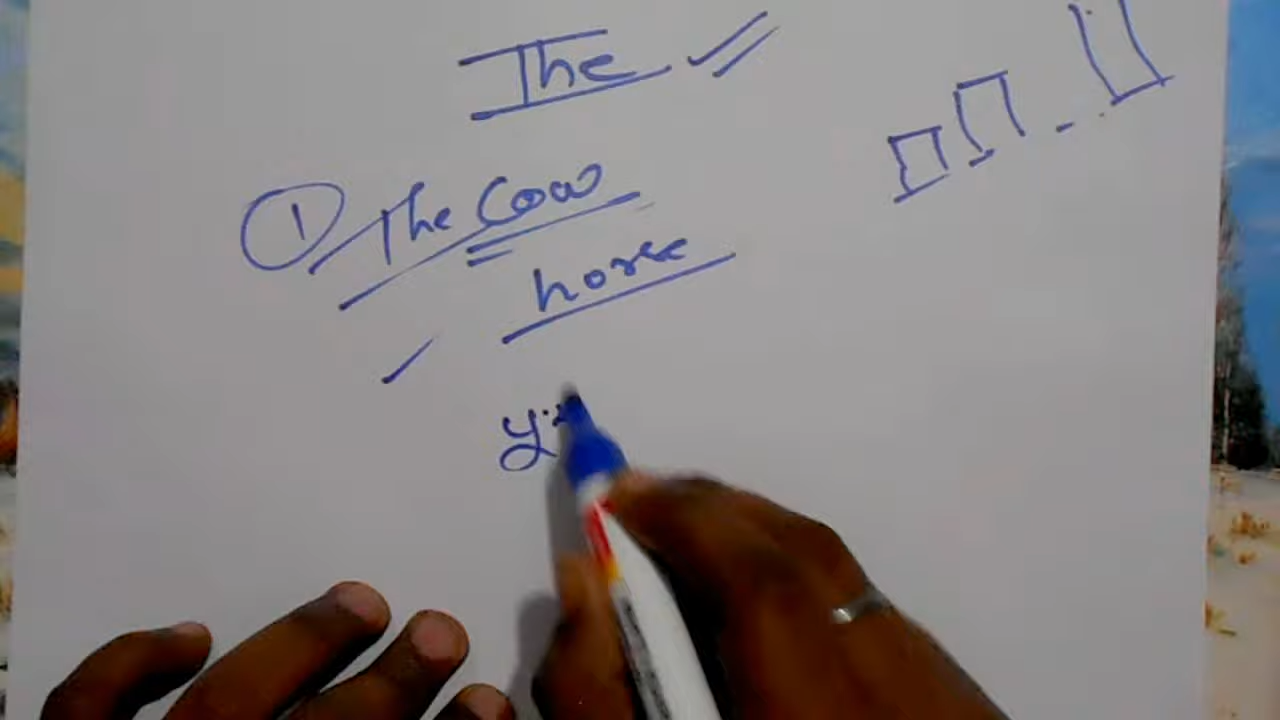 The
① The Cow
horse
y